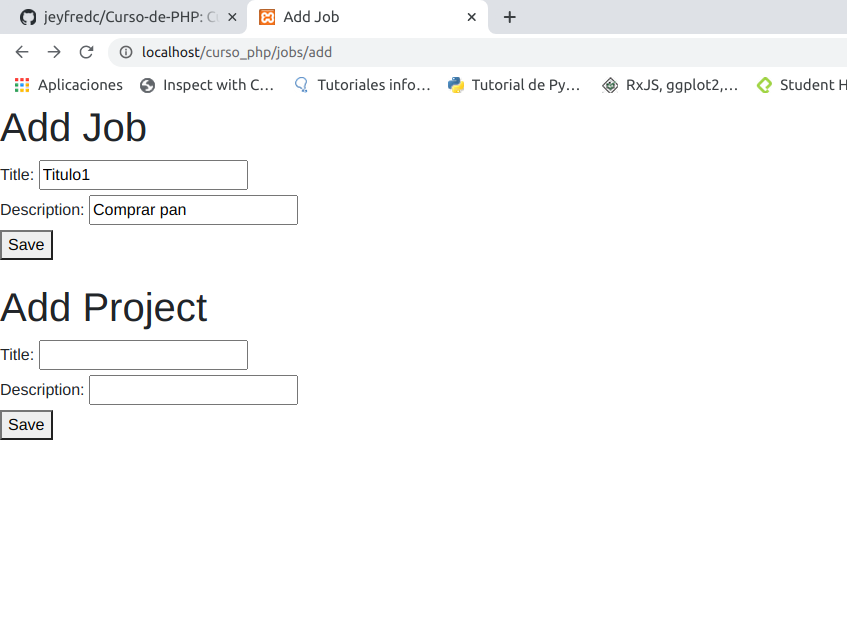 jeyfredc/Curso-de-PHP: Cu
Add Job
localhost/curso_php/jobs/add
Aplicaciones Inspect with C... Tutoriales info... Tutorial de Py... RxJS, ggplot2,... Student H
Add Job
Title: Titulo1
Description: Comprar pan
Save
Add Project
Title:
Description:
Save